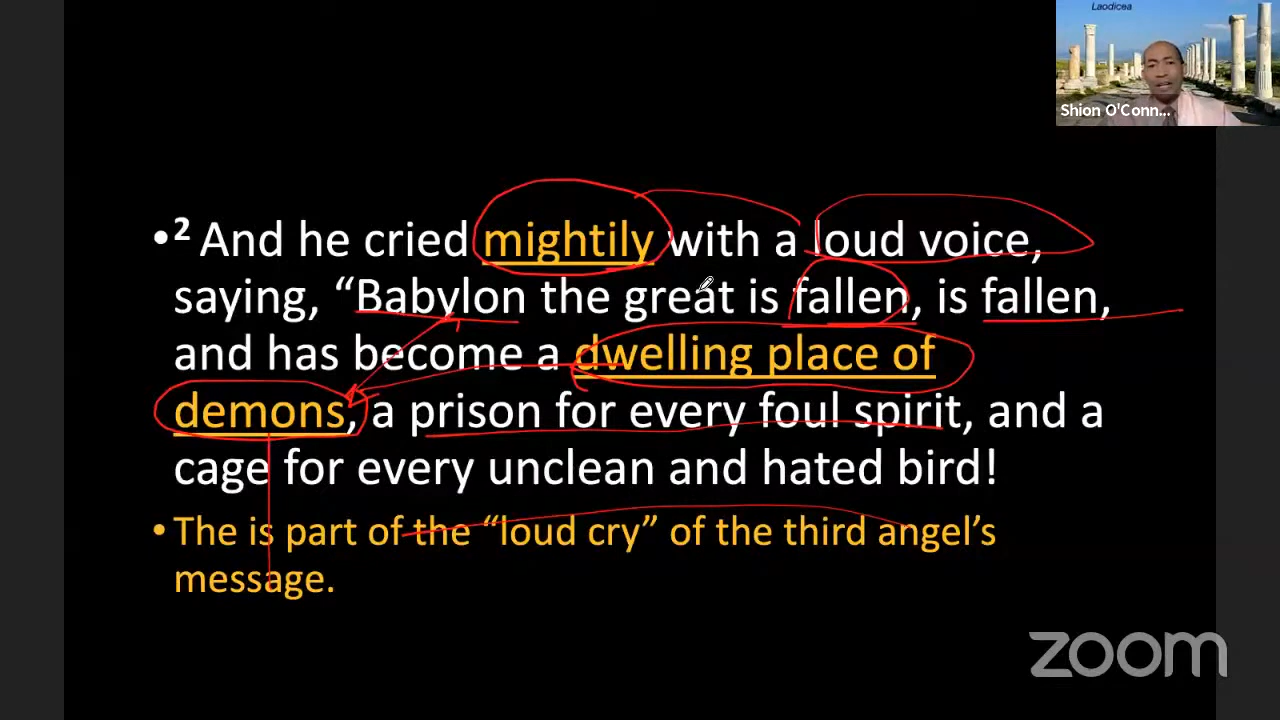 Laodicea
Shion O'Conn...
•² And he cried mightily with a loud voice,
saying, “Babylon the great is fallen, is fallen,
and has become a dwelling place of
demons, a prison for every foul spirit, and a
cage for every unclean and hated bird!
• The is part of the “loud cry” of the third angel’s
message.
zoom